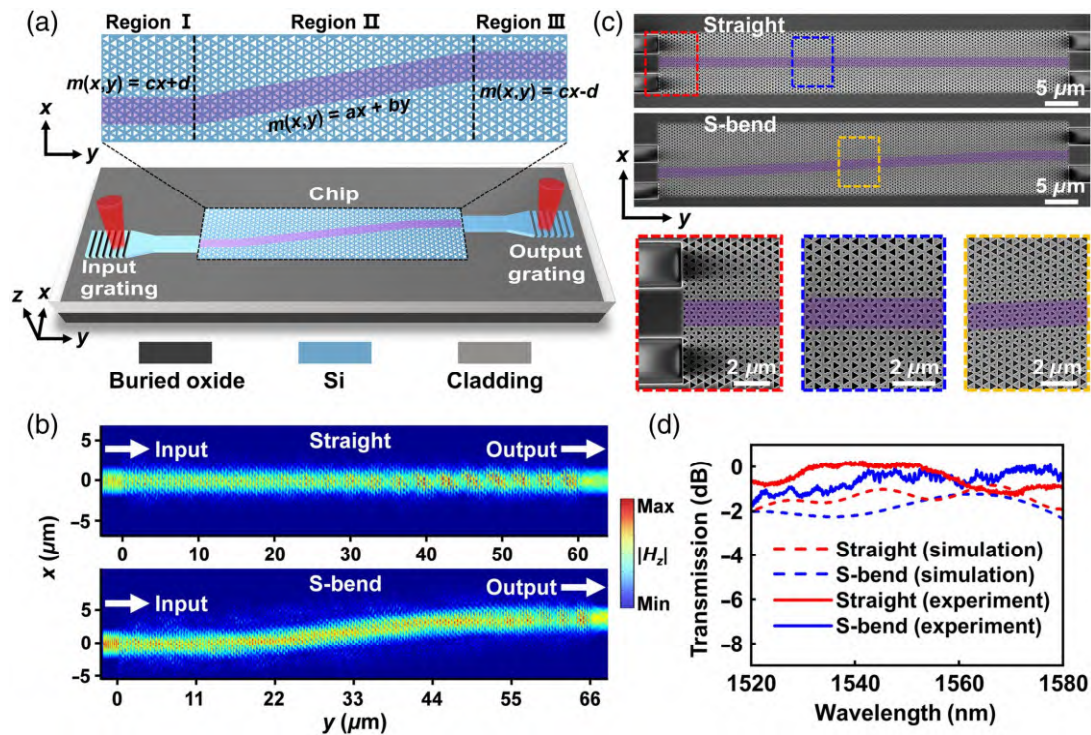 (a)
Region I
Region II
Region III
m(x,y) = cx+d
m(x,y) = ax + by
m(x,y) = cx-d
x
y
Chip
Input
grating
Output
grating
z
x
y
Buried oxide
Si
Cladding
(b)
Input
Straight
Output
5
0
−5
0
10
20
30
40
50
60
Input
S-bend
Output
5
0
−5
0
11
22
33
44
55
66
x (μm)
y (μm)
Max
|Hz|
Min
(c)
Straight
5 μm
S-bend
5 μm
x
y
2 μm
2 μm
2 μm
(d)
Transmission (dB)
0
−2
−4
−6
−8
Straight (simulation)
S-bend (simulation)
Straight (experiment)
S-bend (experiment)
1520
1540
1560
1580
Wavelength (nm)